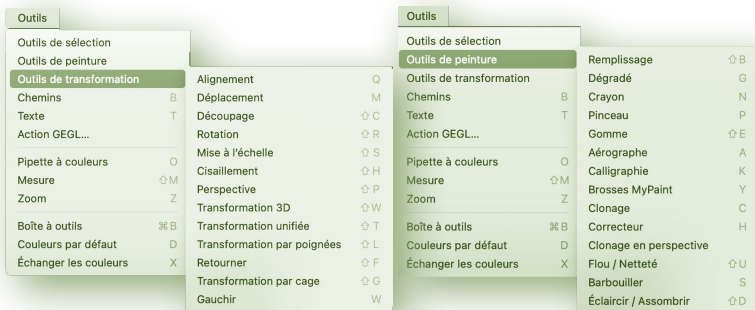 Outils
Outils de sélection
Outils de peinture
Outils de transformation
Chemins B
Texte T
Action GEGL...
Pipette à couleurs O
Mesure ⇧M
Zoom Z
Boîte à outils ⌘B
Couleurs par défaut D
Échanger les couleurs X
Alignement Q
Déplacement M
Découpage ⇧C
Rotation ⇧R
Mise à l'échelle ⇧S
Cisaillement ⇧H
Perspective ⇧P
Transformation 3D ⇧W
Transformation unifiée ⇧T
Transformation par poignées ⇧L
Retourner ⇧F
Transformation par cage ⇧G
Gauchir W
Outils
Outils de sélection
Outils de peinture
Outils de transformation
Chemins B
Texte T
Action GEGL...
Pipette à couleurs O
Mesure ⇧M
Zoom Z
Boîte à outils ⌘B
Couleurs par défaut D
Échanger les couleurs X
Remplissage ⇧B
Dégradé G
Crayon N
Pinceau P
Gomme ⇧E
Aérographe A
Calligraphie K
Brosses MyPaint Y
Clonage C
Correcteur H
Clonage en perspective
Flou / Netteté ⇧U
Barbouiller S
Éclaircir / Assombrir ⇧D